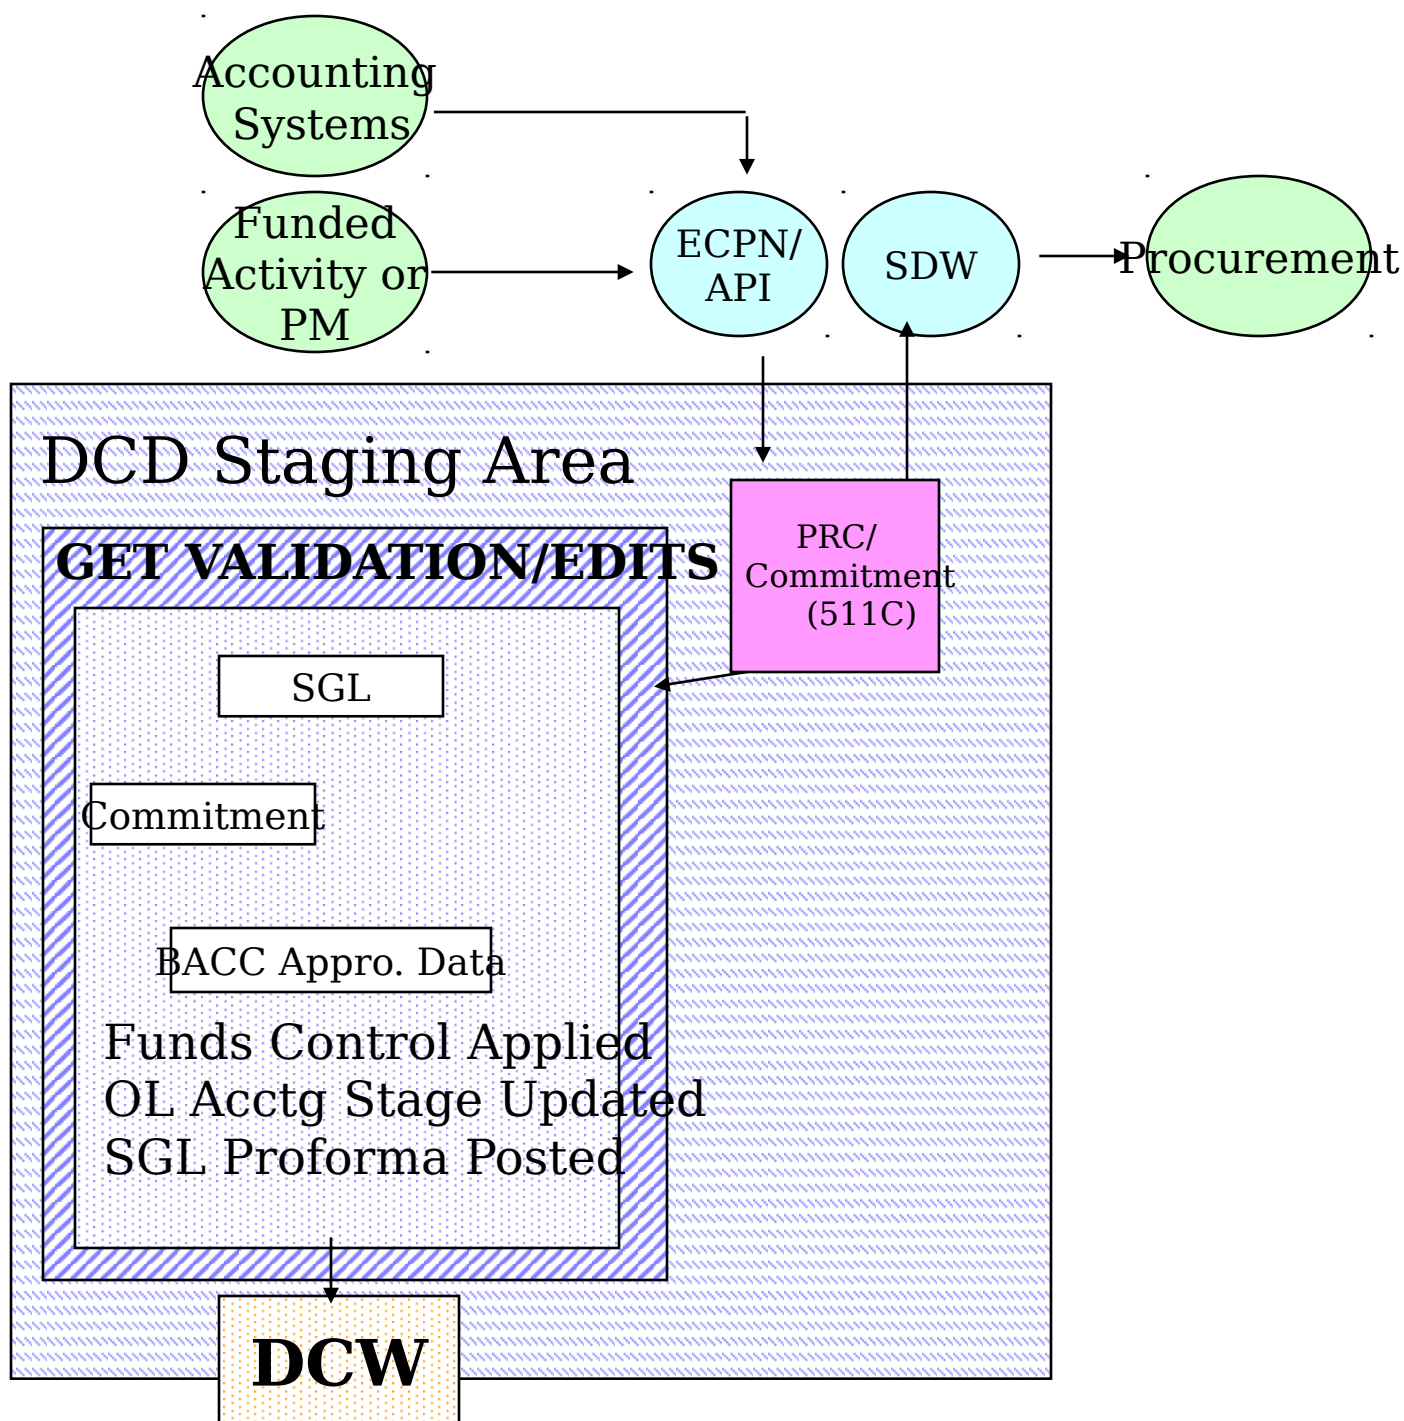 Accounting
Systems
Funded
Activity or
PM
ECPN/
API
SDW
Procurement
DCD Staging Area
PRC/
Commitment
(511C)
GET VALIDATION/EDITS
SGL
Commitment
BACC Appro. Data
Funds Control Applied
OL Acctg Stage Updated
SGL Proforma Posted
DCW